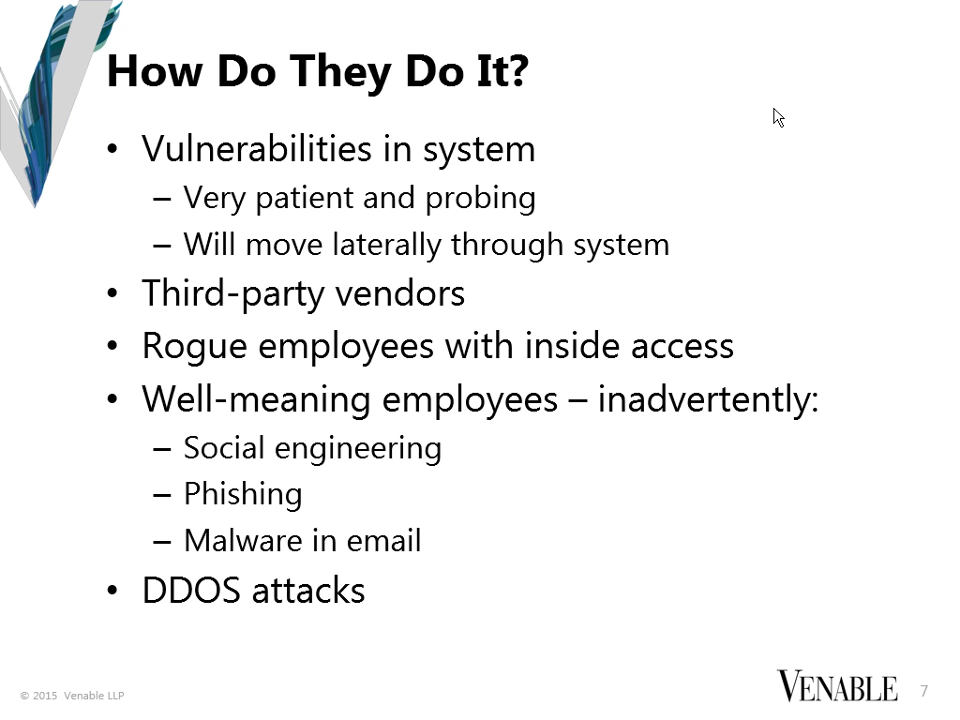 How Do They Do It?
• Vulnerabilities in system
– Very patient and probing
– Will move laterally through system
• Third-party vendors
• Rogue employees with inside access
• Well-meaning employees – inadvertently:
– Social engineering
– Phishing
– Malware in email
• DDOS attacks
© 2015 Venable LLP
VENABLE
7